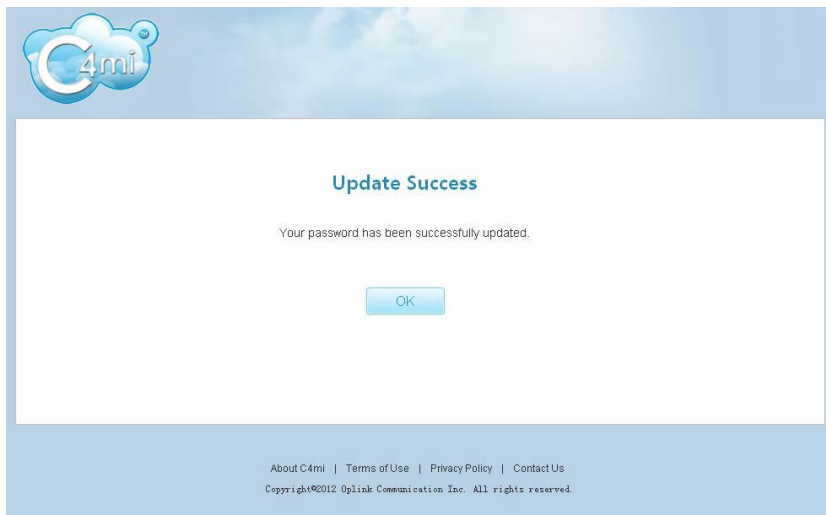 C4mi TM
Update Success
Your password has been successfully updated.
OK
About C4mi | Terms of Use | Privacy Policy | Contact Us
Copyright©2012 Oplink Communication Inc. All rights reserved.